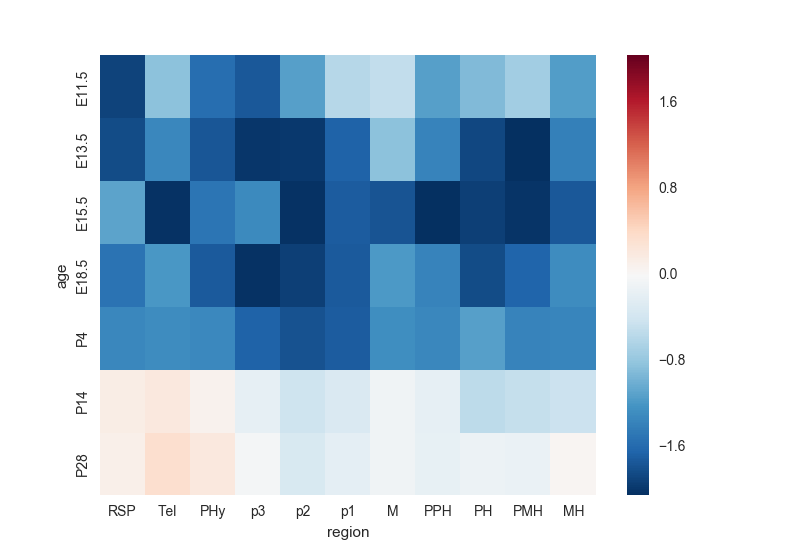 age
E11.5
E13.5
E15.5
E18.5
P4
P14
P28
RSP Tel PHy p3 p2 p1 M PPH PH PMH MH
region
1.6
0.8
0.0
−0.8
−1.6